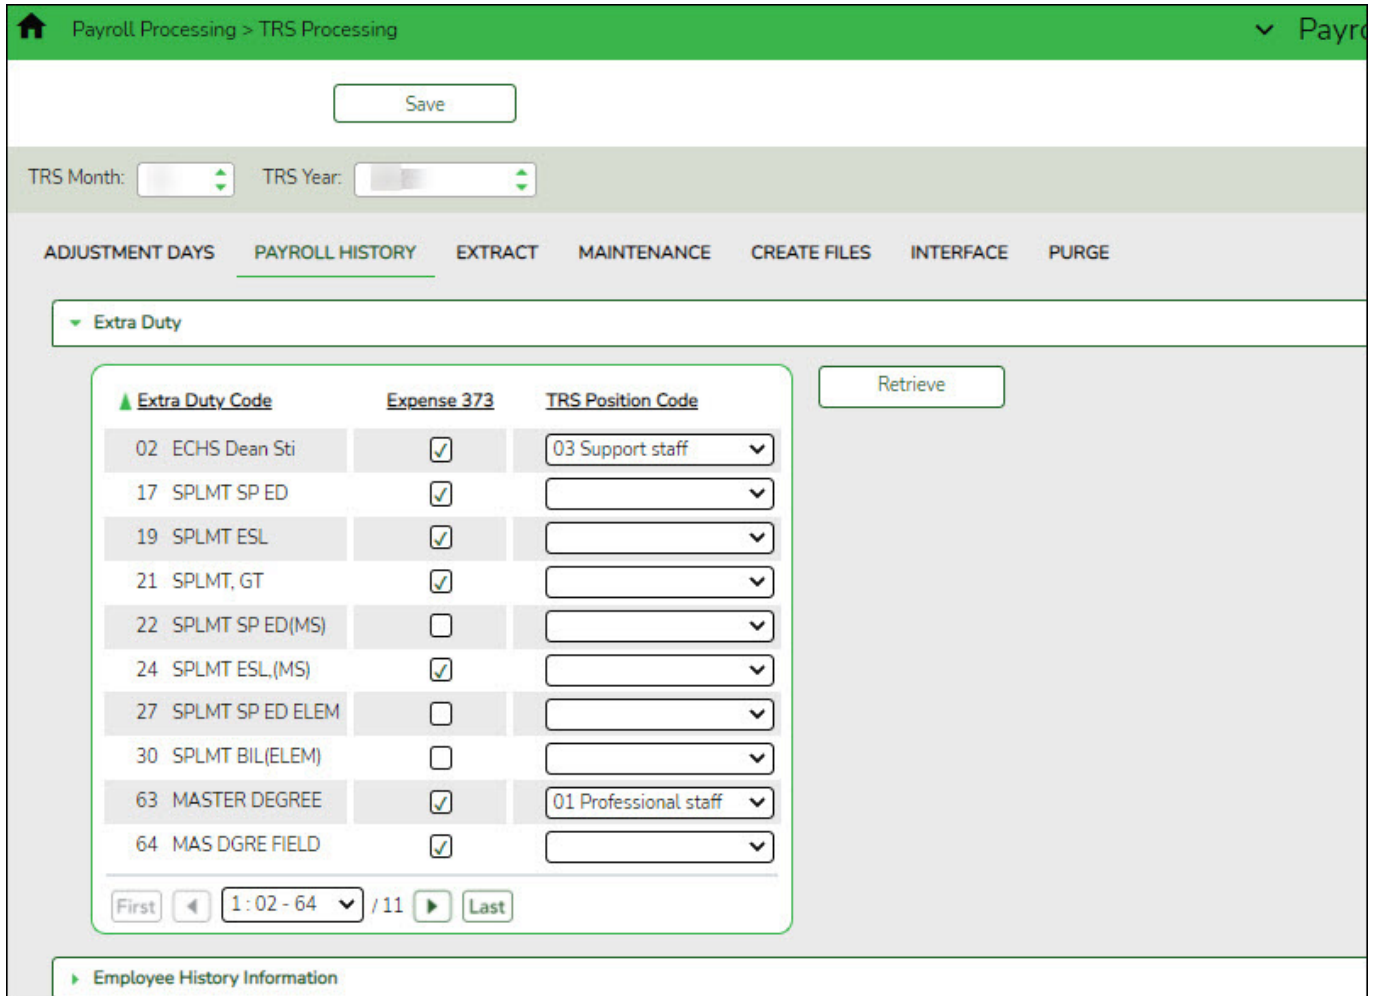 Payroll Processing > TRS Processing
Payro
Save
TRS Month: TRS Year:
ADJUSTMENT DAYS PAYROLL HISTORY EXTRACT MAINTENANCE CREATE FILES INTERFACE PURGE
Extra Duty
Retrieve
Extra Duty Code Expense 373 TRS Position Code
02 ECHS Dean Sti 03 Support staff
17 SPLMT SP ED
19 SPLMT ESL
21 SPLMT, GT
22 SPLMT SP ED(MS)
24 SPLMT ESL,(MS)
27 SPLMT SP ED ELEM
30 SPLMT BIL(ELEM)
63 MASTER DEGREE 01 Professional staff
64 MAS DGRE FIELD
First 1 : 02 - 64 / 11 Last
Employee History Information